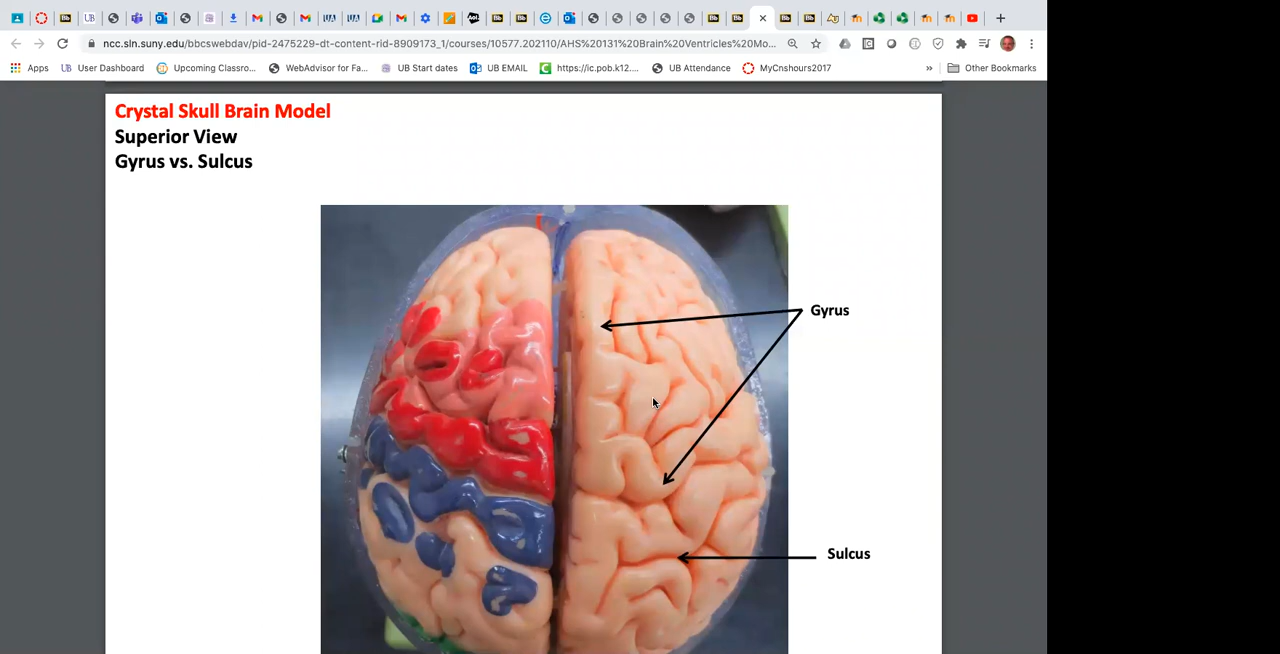 ncc.sln.suny.edu/bbcswebdav/pid-2475229-dt-content-rid-8909173_1/courses/10577.202110/AHS%20131%20Brain%20Ventricles%20Mo...
Apps UB User Dashboard Upcoming Classro... WebAdvisor for Fa... UB Start dates UB EMAIL https://ic.pob.k12.... UB Attendance MyCnshours2017 » Other Bookmarks
Crystal Skull Brain Model
Superior View
Gyrus vs. Sulcus
Gyrus
Sulcus